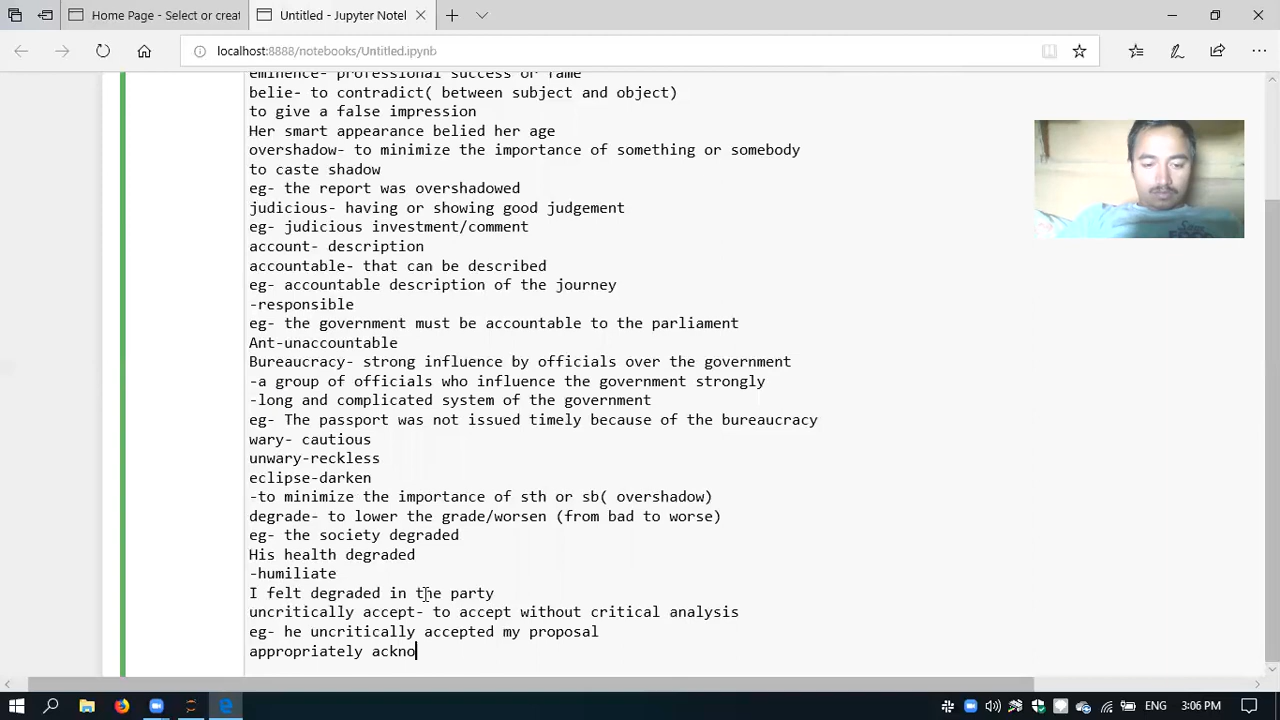 Home Page - Select or creat
Untitled - Jupyter Notel
localhost:8888/notebooks/Untitled.ipynb
eminence- professional success or fame
belie- to contradict( between subject and object)
to give a false impression
Her smart appearance belied her age
overshadow- to minimize the importance of something or somebody
to caste shadow
eg- the report was overshadowed
judicious- having or showing good judgement
eg- judicious investment/comment
account- description
accountable- that can be described
eg- accountable description of the journey
-responsible
eg- the government must be accountable to the parliament
Ant-unaccountable
Bureaucracy- strong influence by officials over the government
-a group of officials who influence the government strongly
-long and complicated system of the government
eg- The passport was not issued timely because of the bureaucracy
wary- cautious
unwary-reckless
eclipse-darken
-to minimize the importance of sth or sb( overshadow)
degrade- to lower the grade/worsen (from bad to worse)
eg- the society degraded
His health degraded
-humiliate
I felt degraded in the party
uncritically accept- to accept without critical analysis
eg- he uncritically accepted my proposal
appropriately ackno
ENG
3:06 PM